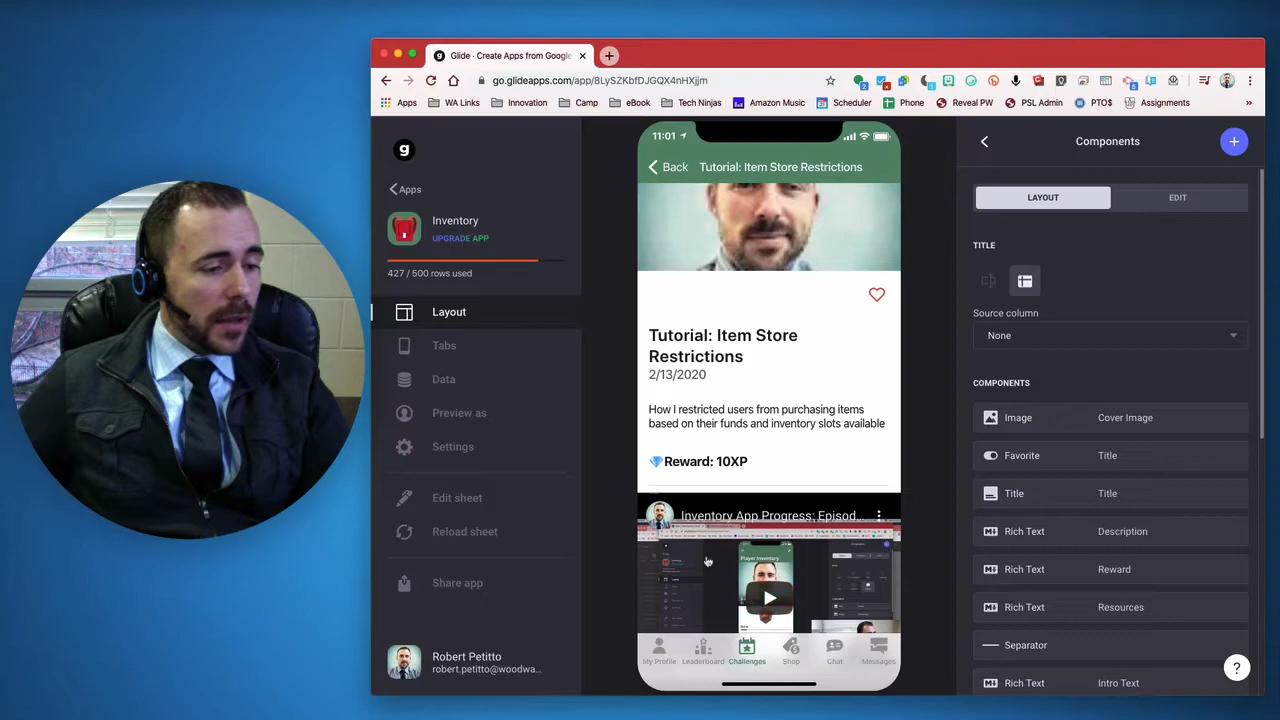 Glide · Create Apps from Google
go.glideapps.com/app/8LySZKbfDJGQX4nHXjjm
Apps
WA Links
Innovation
Camp
eBook
Tech Ninjas
Amazon Music
Scheduler
Phone
Reveal PW
PSL Admin
PTO$
Assignments
»
g
Apps
Inventory
UPGRADE APP
427 / 500 rows used
Layout
Tabs
Data
Preview as
Settings
Edit sheet
Reload sheet
Share app
Robert Petitto
robert.petitto@woodwa...
11:01
Back
Tutorial: Item Store Restrictions
Tutorial: Item Store
Restrictions
2/13/2020
How I restricted users from purchasing items
based on their funds and inventory slots available
Reward: 10XP
Inventory App Progress: Episod...
My Profile
Leaderboard
Challenges
Shop
Chat
Messages
Components
LAYOUT
EDIT
TITLE
Source column
None
COMPONENTS
Image Cover Image
Favorite Title
Title Title
Rich Text Description
Rich Text Reward
Rich Text Resources
Separator
Rich Text Intro Text
?